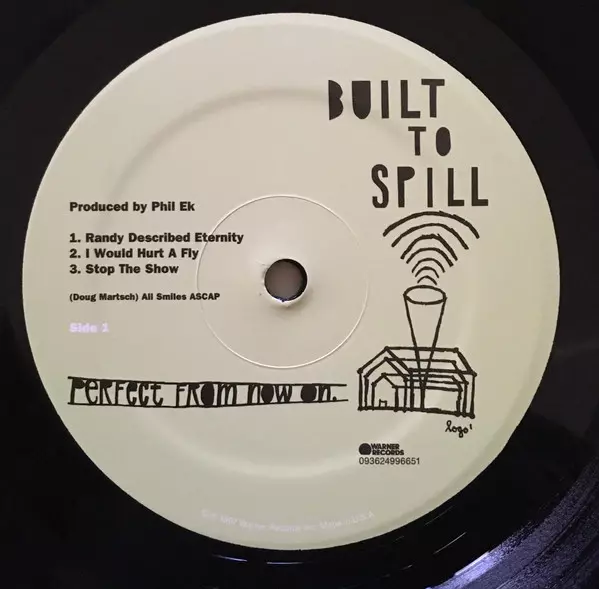 BUILT
TO
SPILL
Produced by Phil Ek
1. Randy Described Eternity
2. I Would Hurt A Fly
3. Stop The Show
(Doug Martsch) All Smiles ASCAP
Side 1
PERFECT FROM NOW ON.
logo!
WARNER
RECORDS
093624996651